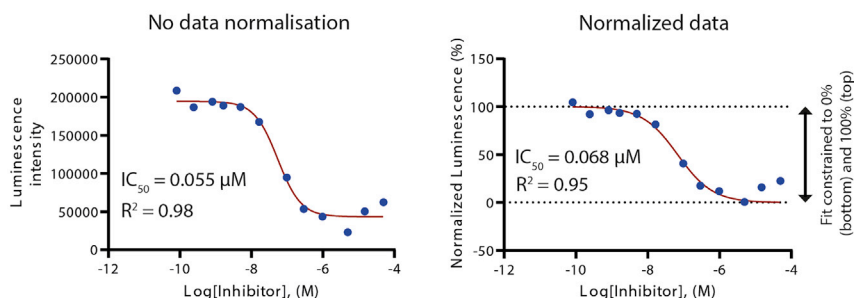 No data normalisation
Luminescence
intensity
250000
200000
150000
100000
50000
0
IC50 = 0.055 µM
R2 = 0.98
-12
-10
-8
-6
-4
Log[Inhibitor], (M)
Normalized data
Normalized Luminescence (%)
150
100
50
0
-50
IC50 = 0.068 µM
R2 = 0.95
-12
-10
-8
-6
-4
Log[Inhibitor], (M)
Fit constrained to 0%
(bottom) and 100% (top)